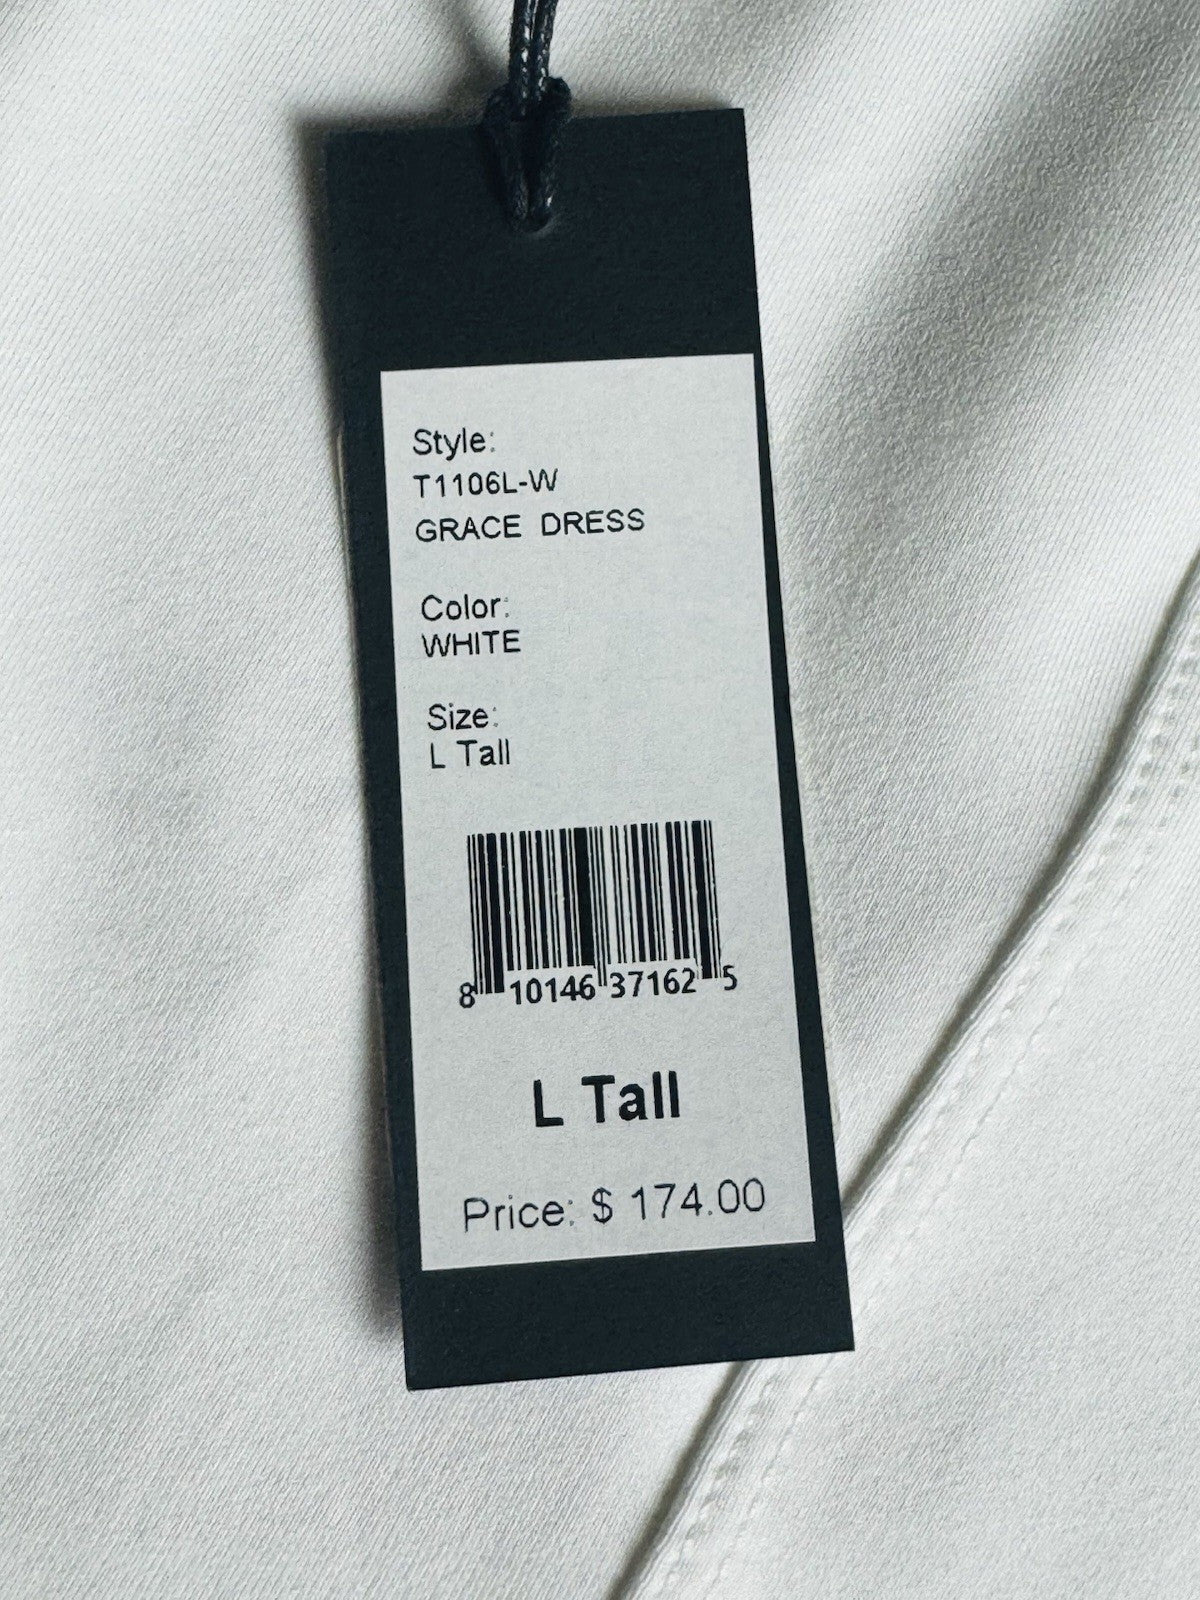 Style:
T1106L-W
GRACE DRESS
Color:
WHITE
Size:
L Tall
8 10146 37162 5
L Tall
Price: $ 174.00